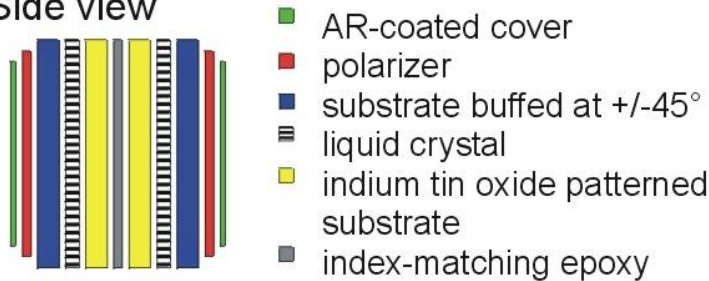 Side view
AR-coated cover
polarizer
substrate buffed at +/-45°
liquid crystal
indium tin oxide patterned
substrate
index-matching epoxy